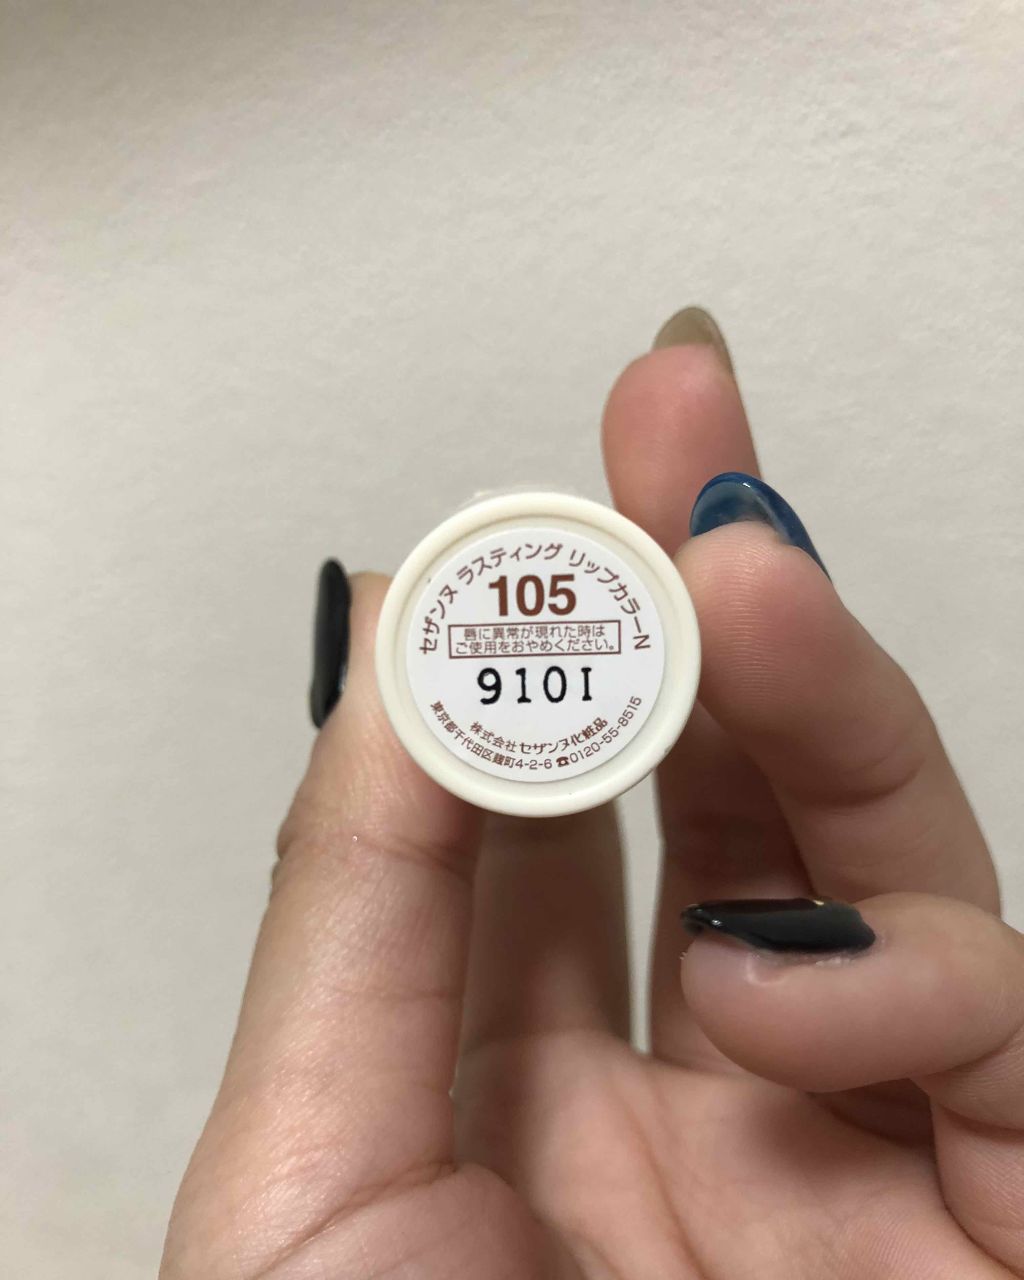 セザンヌ ラスティング リップカラーN
105
唇に異常が現れた時は
ご使用をおやめください。
9101
株式会社セザンヌ化粧品
東京都千代田区麹町4-2-6 ☎0120-55-8515